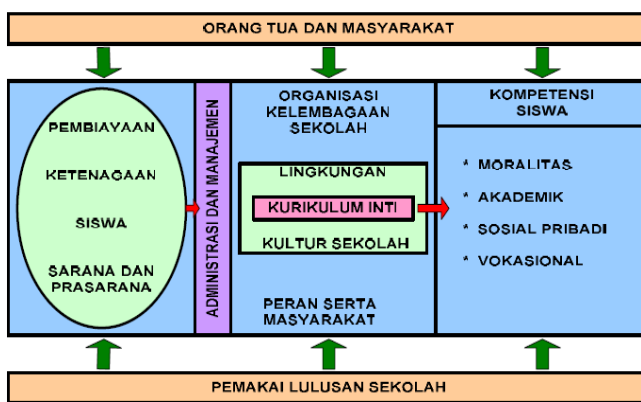 ORANG TUA DAN MASYARAKAT
PEMBIAYAAN
KETENAGAAN
SISWA
SARANA DAN
PRASARANA
ADMINISTRASI DAN MANAJEMEN
ORGANISASI
KELEMBAGAAN
SEKOLAH
LINGKUNGAN
KURIKULUM INTI
KULTUR SEKOLAH
PERAN SERTA
MASYARAKAT
KOMPETENSI
SISWA
* MORALITAS
* AKADEMIK
* SOSIAL PRIBADI
* VOKASIONAL
PEMAKAI LULUSAN SEKOLAH